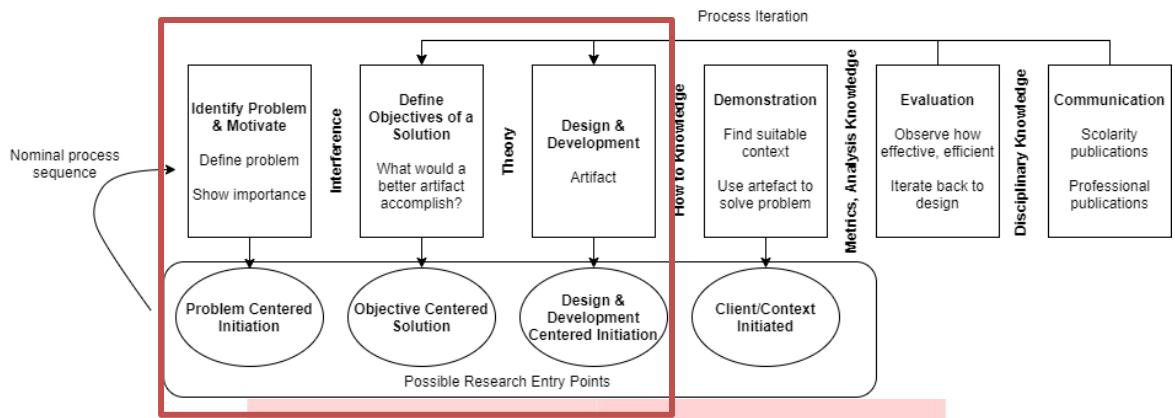 Process Iteration
Nominal process
sequence
Identify Problem
& Motivate
Define problem
Show importance
Interference
Define
Objectives of a
Solution
What would a
better artifact
accomplish?
Theory
Design &
Development
Artifact
How to Knowledge
Demonstration
Find suitable
context
Use artefact to
solve problem
Metrics, Analysis Knowledge
Evaluation
Observe how
effective, efficient
Iterate back to
design
Disciplinary Knowledge
Communication
Scolarity
publications
Professional
publications
Problem Centered
Initiation
Objective Centered
Solution
Design &
Development
Centered Initiation
Client/Context
Initiated
Possible Research Entry Points